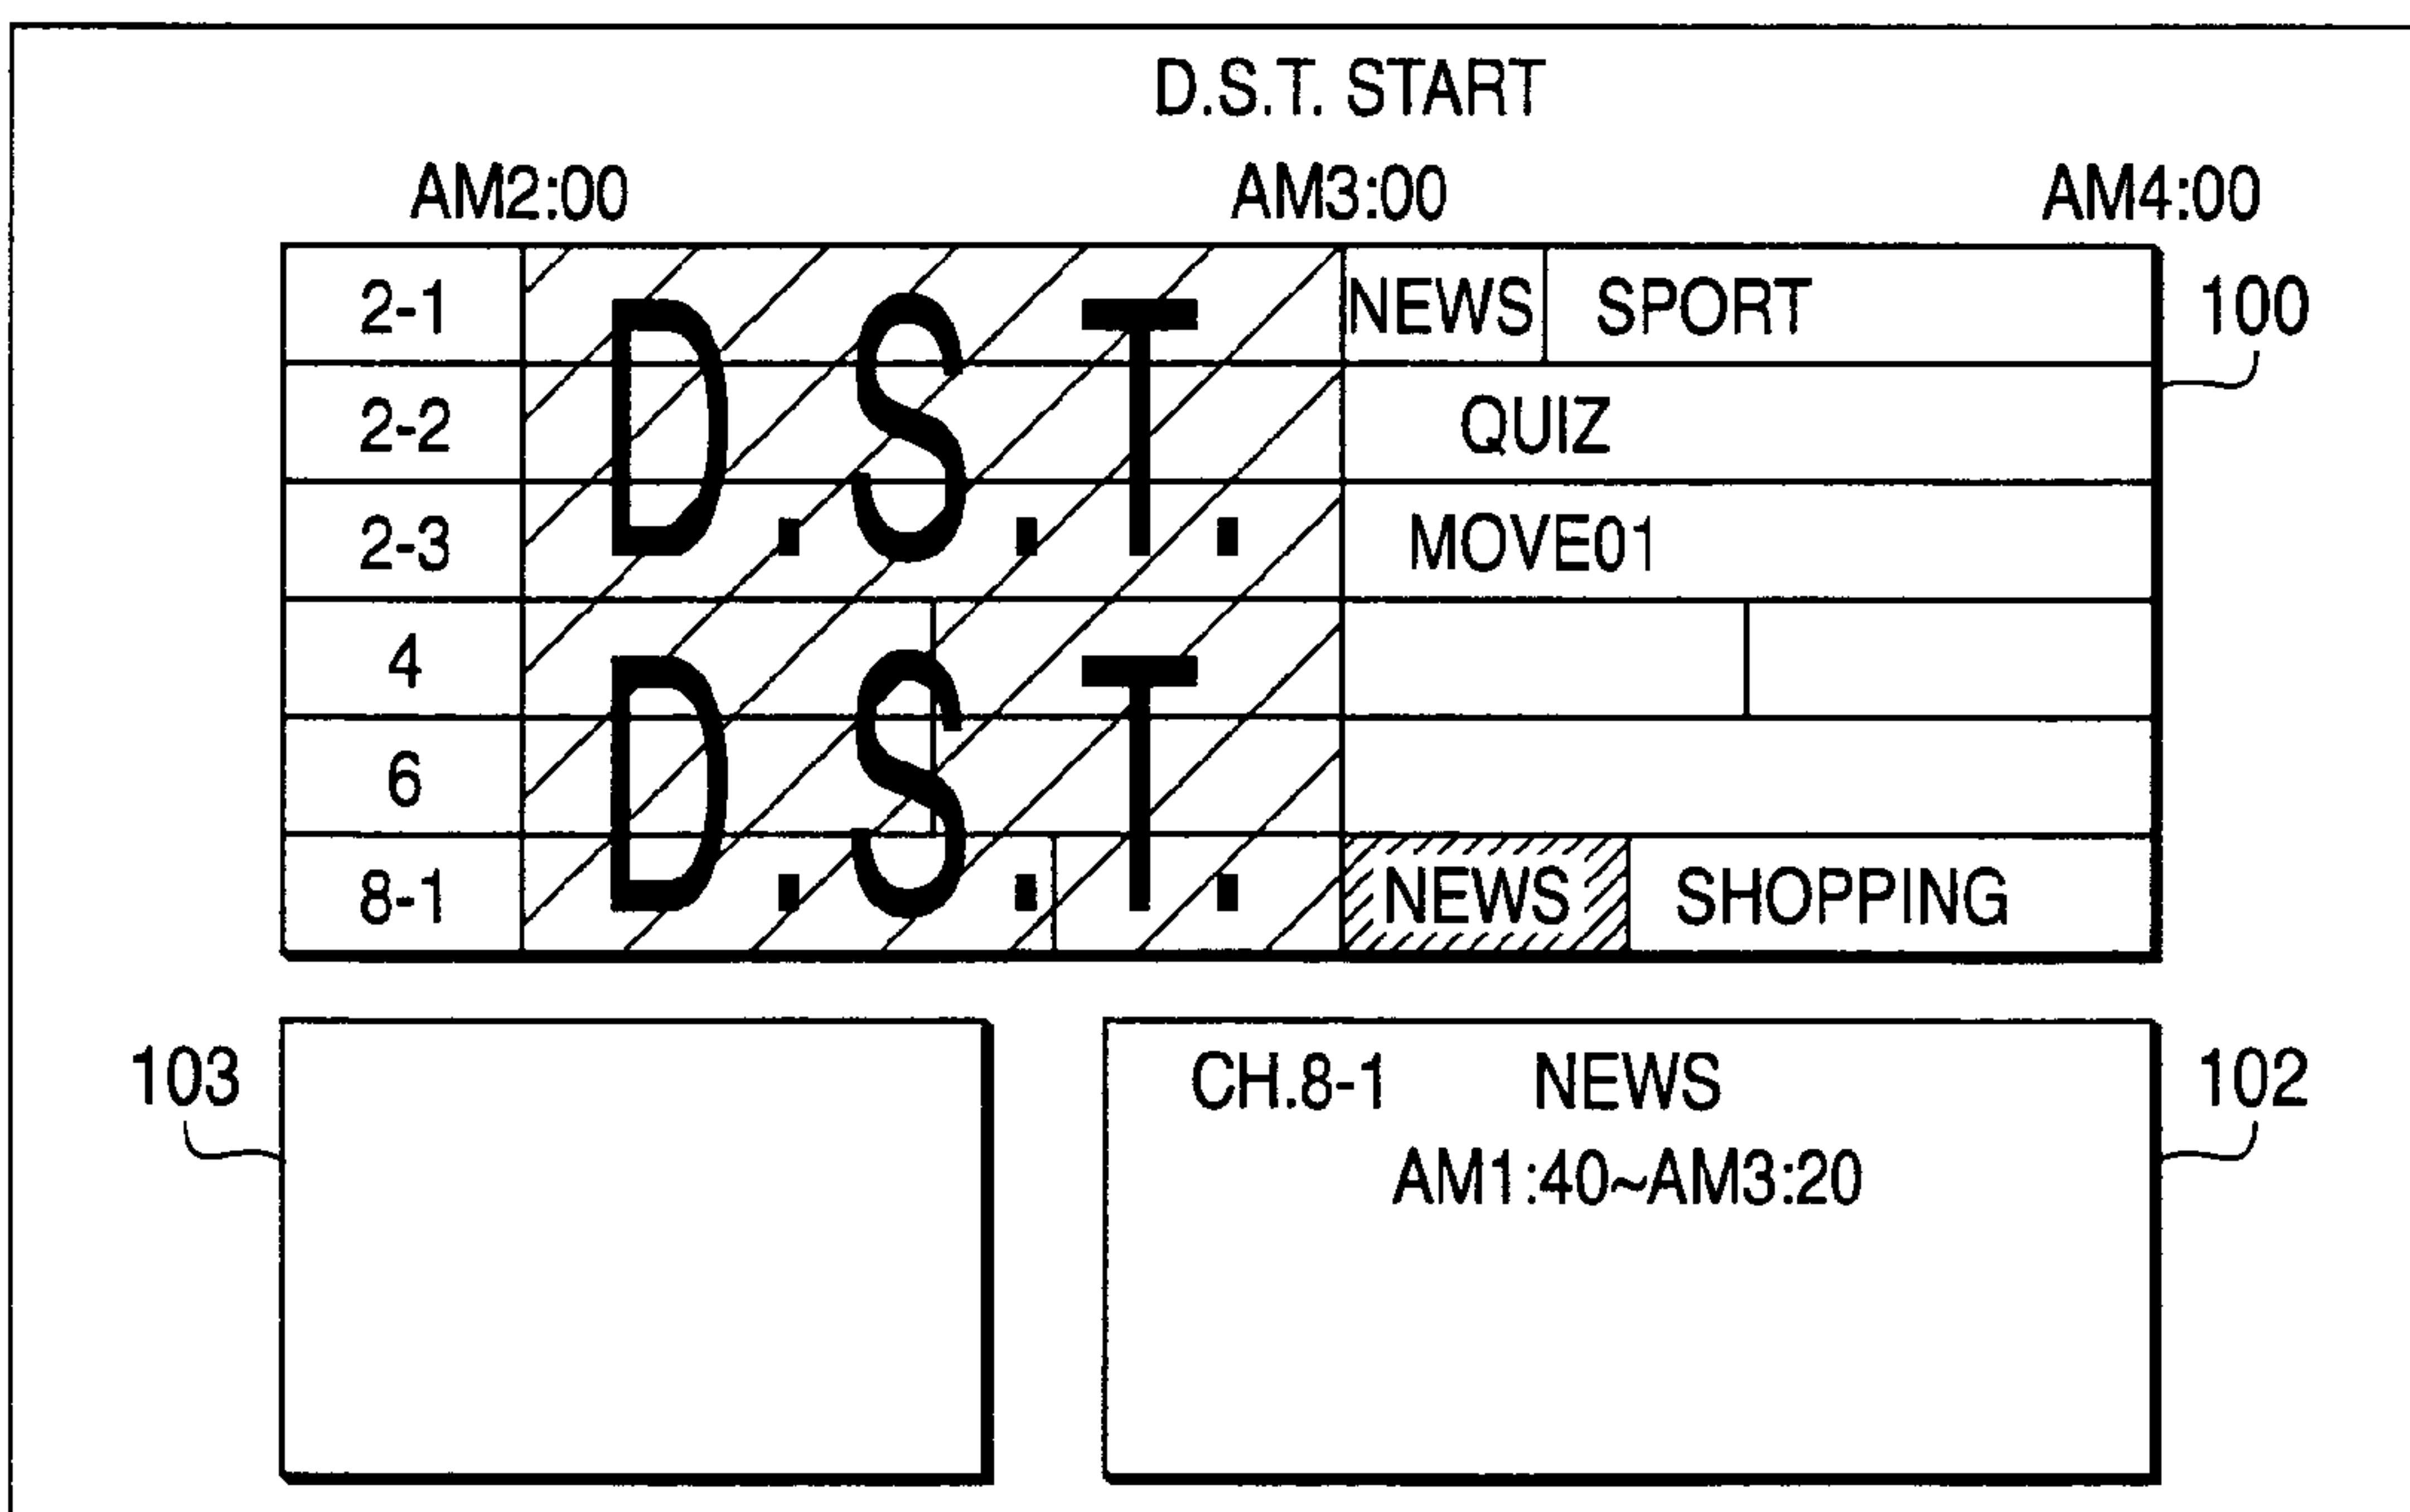 D.S.T. START
AM2:00 AM3:00 AM4:00
2-1 NEWS SPORT 100
2-2 QUIZ
2-3 MOVE01
D.S.T.
4
6
8-1 NEWS SHOPPING
D.S.T.
103
CH.8-1 NEWS 102
AM1:40~AM3:20